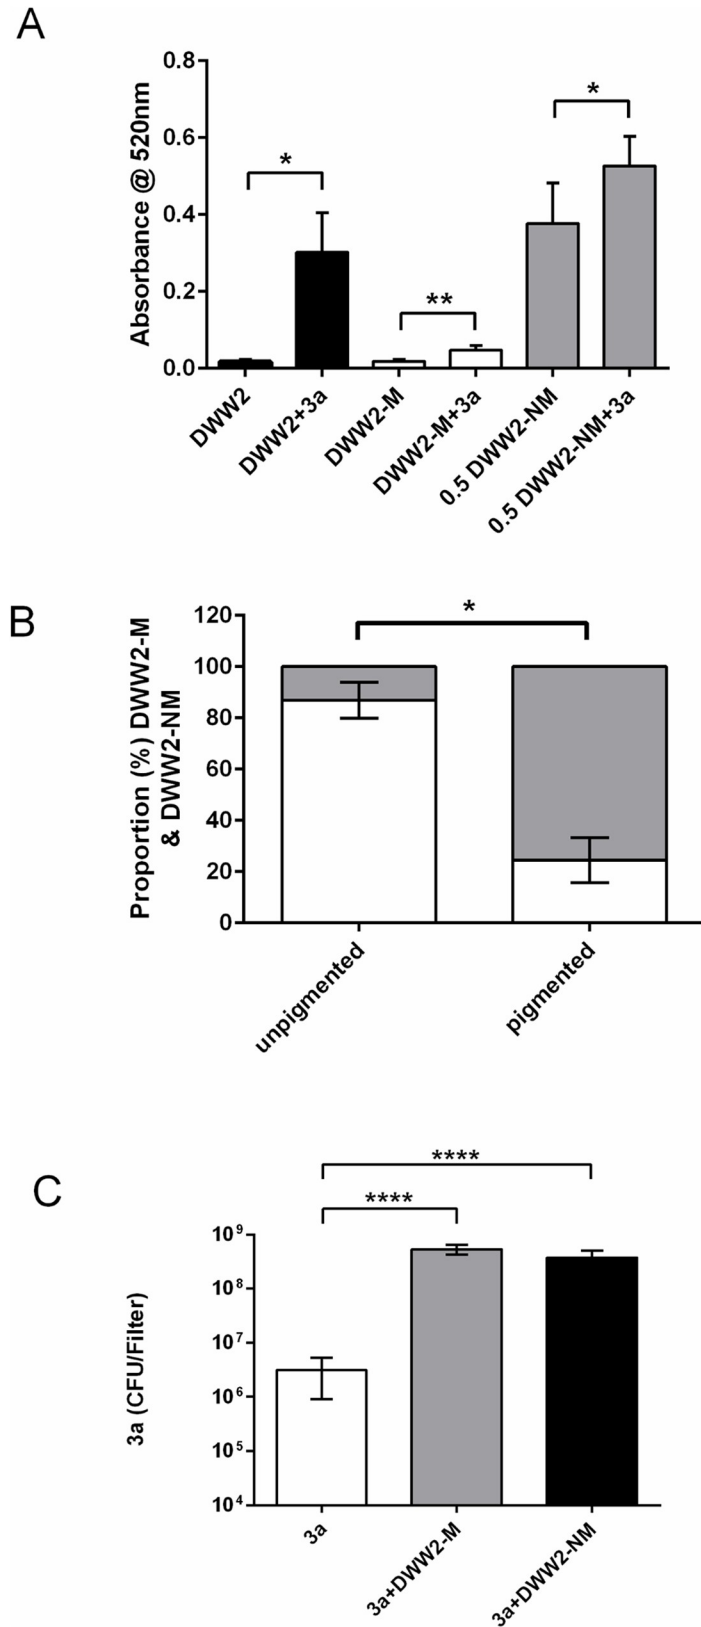 A
Absorbance @ 520nm
0.8
0.6
0.4
0.2
0.0
*
**
*
DWW2
DWW2+3a
DWW2-M
DWW2-M+3a
0.5 DWW2-NM
0.5 DWW2-NM+3a
B
Proportion (%) DWW2-M
& DWW2-NM
120
100
80
60
40
20
0
*
unpigmented
pigmented
C
3a (CFU/Filter)
****
****
10⁹
10⁸
10⁷
10⁶
10⁵
10⁴
3a
3a+DWW2-M
3a+DWW2-NM